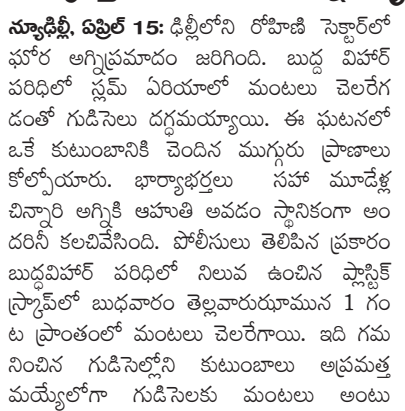 న్యూఢిల్లీ, ఏప్రిల్ 15: ఢిల్లీలోని రోహిణి సెక్టార్‌లో
ఘోర అగ్నిప్రమాదం జరిగింది. బుద్ధ విహార్
పరిధిలో స్లమ్ ఏరియాలో మంటలు చెలరేగ
డంతో గుడిసెలు దగ్ధమయ్యాయి. ఈ ఘటనలో
ఒకే కుటుంబానికి చెందిన ముగ్గురు ప్రాణాలు
కోల్పోయారు. భార్యాభర్తలు సహా మూడేళ్ల
చిన్నారి అగ్నికి ఆహుతి అవడం స్థానికంగా అం
దరినీ కలచివేసింది. పోలీసులు తెలిపిన ప్రకారం
బుద్ధవిహార్ పరిధిలో నిలువ ఉంచిన ప్లాస్టిక్
స్క్రాప్‌లో బుధవారం తెల్లవారుఝామున 1 గం
ట ప్రాంతంలో మంటలు చెలరేగాయి. ఇది గమ
నించిన గుడిసెల్లోని కుటుంబాలు అప్రమత్త
మయ్యేలోగా గుడిసెలకు మంటలు అంటు